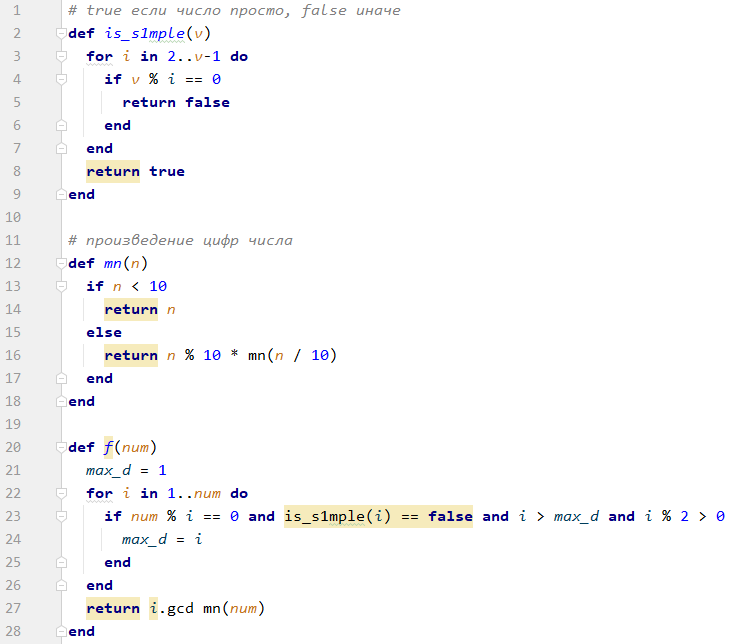 1 # true если число просто, false иначе
2 def is_s1mple(v)
3   for i in 2..v-1 do
4     if v % i == 0
5       return false
6     end
7   end
8   return true
9 end
10
11 # произведение цифр числа
12 def mn(n)
13   if n < 10
14     return n
15   else
16     return n % 10 * mn(n / 10)
17   end
18 end
19
20 def f(num)
21   max_d = 1
22   for i in 1..num do
23     if num % i == 0 and is_s1mple(i) == false and i > max_d and i % 2 > 0
24       max_d = i
25     end
26   end
27   return i.gcd mn(num)
28 end